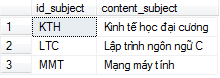 id_subject content_subject
1 KTH Kinh tế học đại cương
2 LTC Lập trình ngôn ngữ C
3 MMT Mạng máy tính